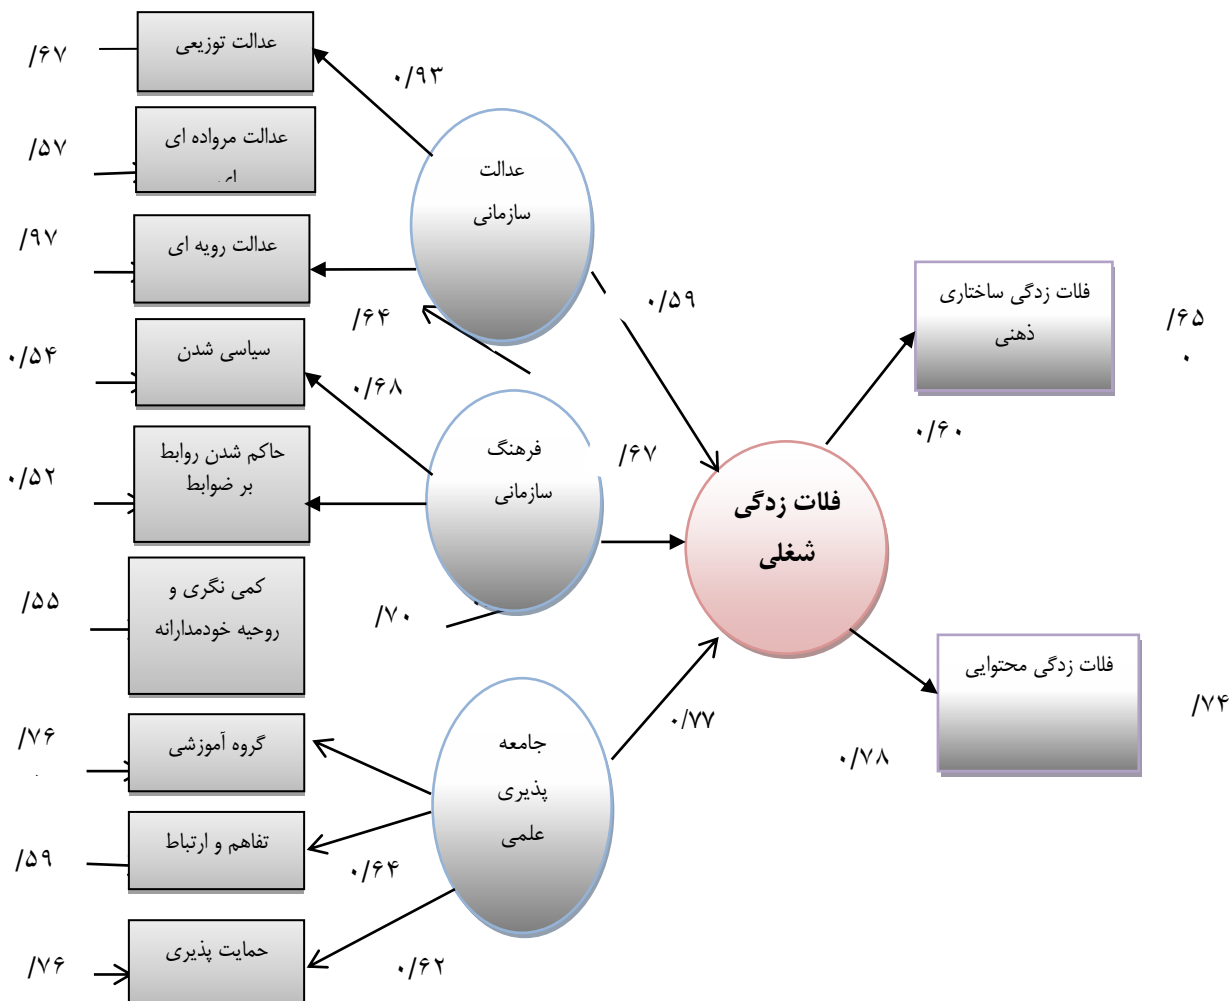 عدالت توزیعی
/۶۷
۰/۹۳
عدالت مرواده ای
ای
/۵۷
عدالت
سازمانی
عدالت رویه ای
/۹۷
/۶۴
۰/۵۹
فلات زدگی ساختاری
ذهنی
/۶۵
۰
۰/۶۰
سیاسی شدن
۰/۵۴
۰/۶۸
حاکم شدن روابط
بر ضوابط
۰/۵۲
فرهنگ
سازمانی
/۶۷
فلات زدگی
شغلی
کمی نگری و
روحیه خودمدارانه
/۵۵
/۷۰
فلات زدگی محتوایی
/۷۴
۰/۷۸
گروه آموزشی
/۷۶
جامعه
پذیری
علمی
۰/۷۷
تفاهم و ارتباط
/۵۹
۰/۶۴
حمایت پذیری
/۷۶
۰/۶۲